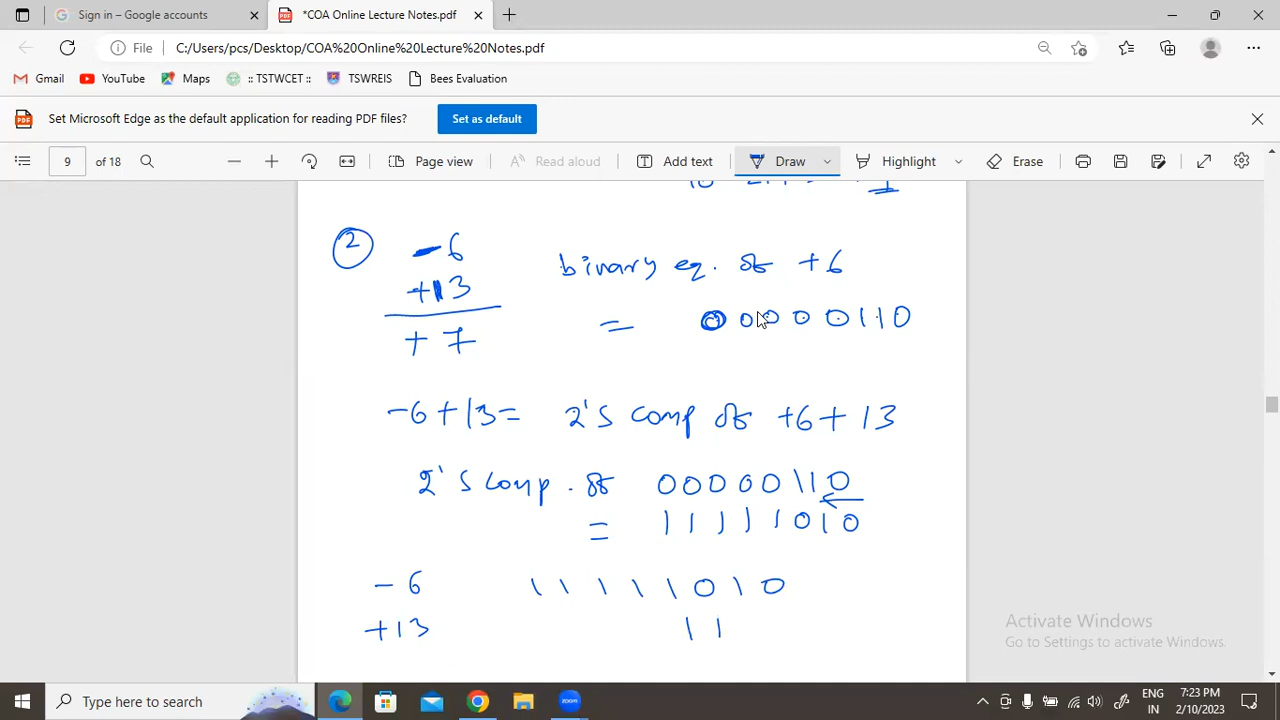 Sign in – Google accounts
*COA Online Lecture Notes.pdf
File C:/Users/pcs/Desktop/COA%20Online%20Lecture%20Notes.pdf
Gmail YouTube Maps :: TSTWCET :: TSWREIS Bees Evaluation
Set Microsoft Edge as the default application for reading PDF files? Set as default
9 of 18 Page view Read aloud Add text Draw Highlight Erase
2 -6 binary eq. of +6
+13
= 00000110
+ 7
-6+13= 2's comp of +6+13
2's comp. of 00000110
= 11111010
-6 11111010
+13 11
Activate Windows
Go to Settings to activate Windows.
Type here to search
ENG 7:23 PM
IN 2/10/2023